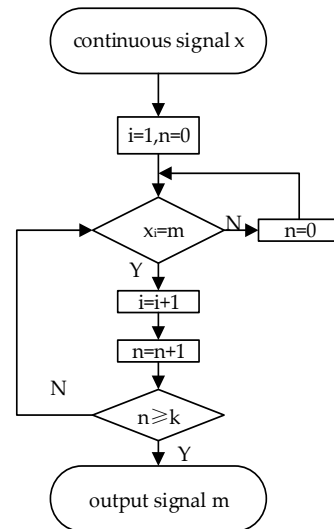 continuous signal x
i=1,n=0
xᵢ=m
N
n=0
Y
i=i+1
n=n+1
N
n≥k
Y
output signal m